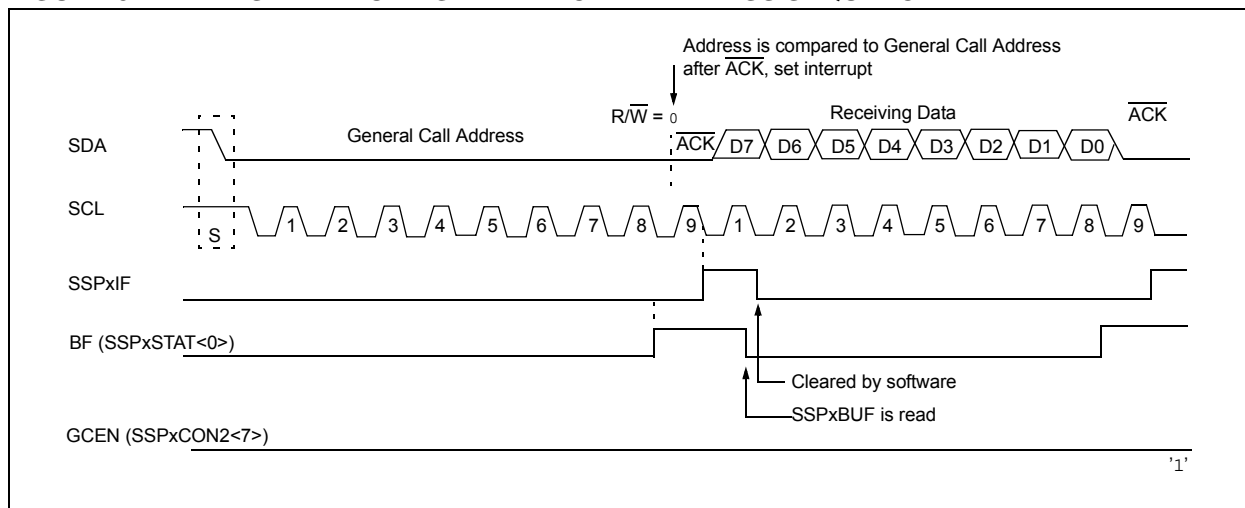 Address is compared to General Call Address
after ACK, set interrupt
R/W = 0
Receiving Data
ACK
SDA
General Call Address
ACK
D7 D6 D5 D4 D3 D2 D1 D0
SCL
S
1 2 3 4 5 6 7 8 9 1 2 3 4 5 6 7 8 9
SSPxIF
BF (SSPxSTAT<0>)
Cleared by software
SSPxBUF is read
GCEN (SSPxCON2<7>)
'1'